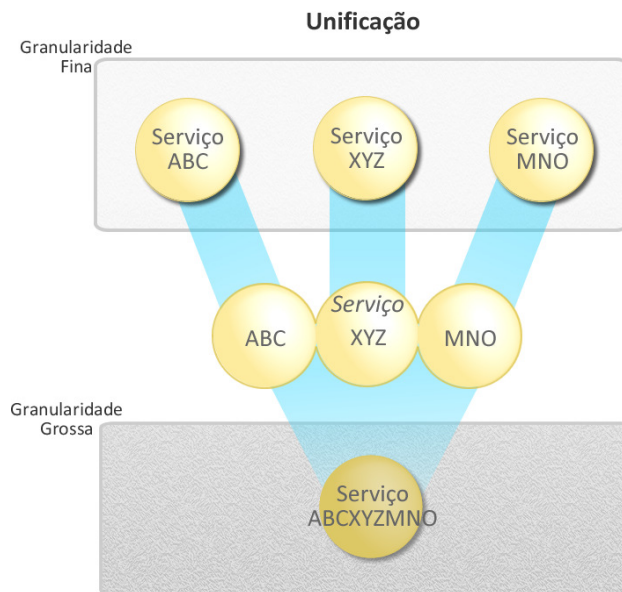 Unificação
Granularidade
Fina
Serviço
ABC
Serviço
XYZ
Serviço
MNO
ABC
Serviço
XYZ
MNO
Granularidade
Grossa
Serviço
ABCXYZMNO